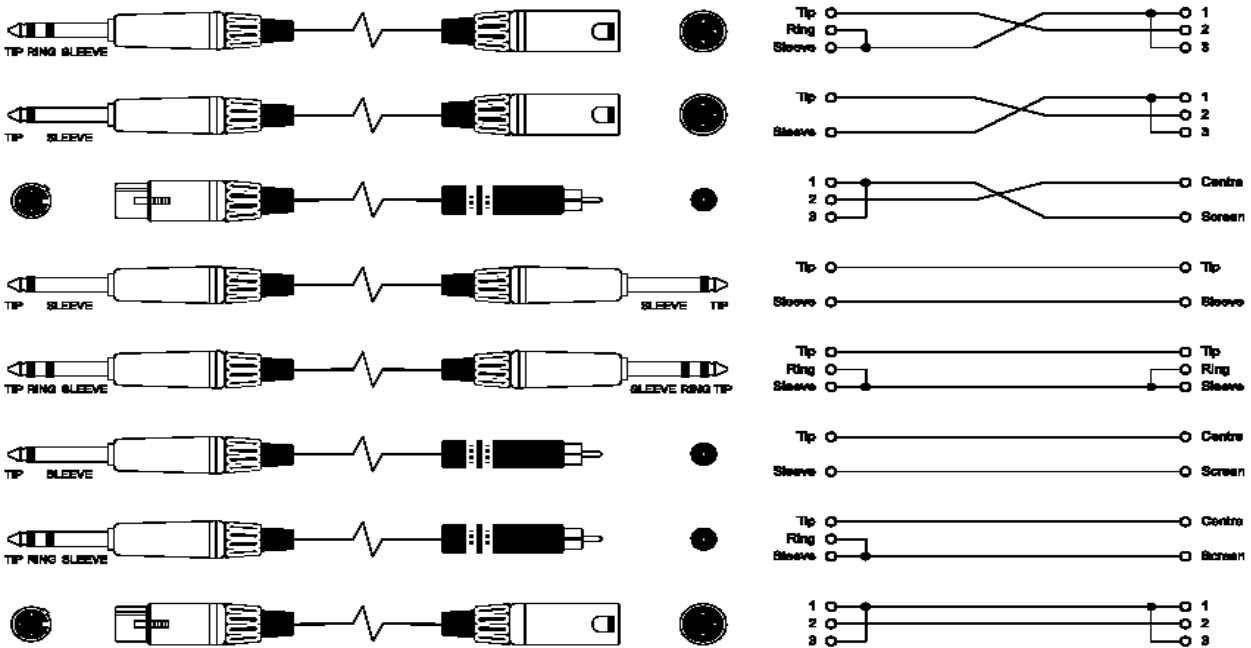 Tip 1
Ring 2
Sleeve 3
TIP RING SLEEVE
Tip 1
2
Sleeve 3
TIP SLEEVE
1 Centre
2
3 Screen
Tip Tip
Sleeve Sleeve
TIP SLEEVE SLEEVE TIP
Tip Tip
Ring Ring
Sleeve Sleeve
TIP RING SLEEVE SLEEVE RING TIP
Tip Centre
Sleeve Screen
TIP SLEEVE
Tip Centre
Ring
Sleeve Screen
TIP RING SLEEVE
1 1
2 2
3 3